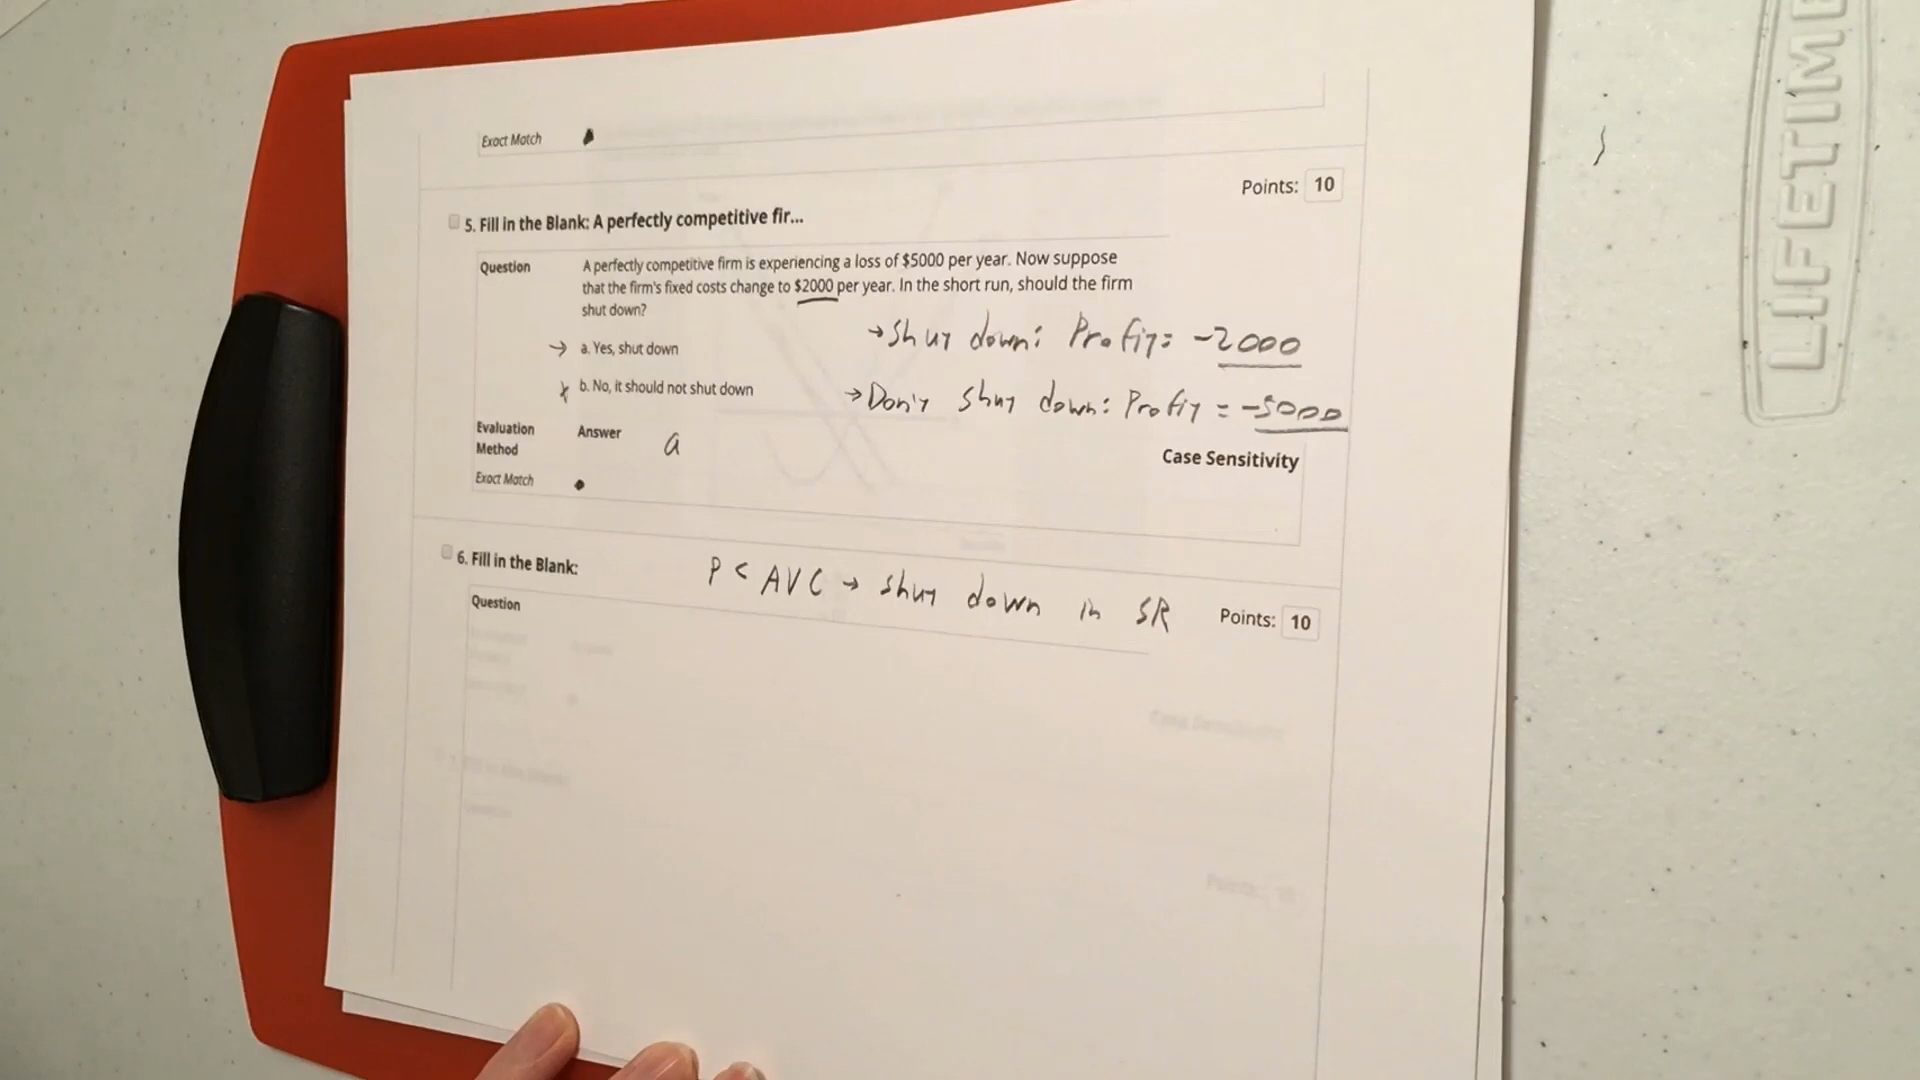 Exact Match
Points: 10
5. Fill in the Blank: A perfectly competitive fir...
Question
A perfectly competitive firm is experiencing a loss of $5000 per year. Now suppose
that the firm's fixed costs change to $2000 per year. In the short run, should the firm
shut down?
→ Shut down: Profit = -2000
→ a. Yes, shut down
b. No, it should not shut down
→ Don't shut down: Profit = -5000
Evaluation
Method
Answer
a
Case Sensitivity
Exact Match
6. Fill in the Blank:
P < AVC → shut down in SR
Points: 10
Question
LIFETIME